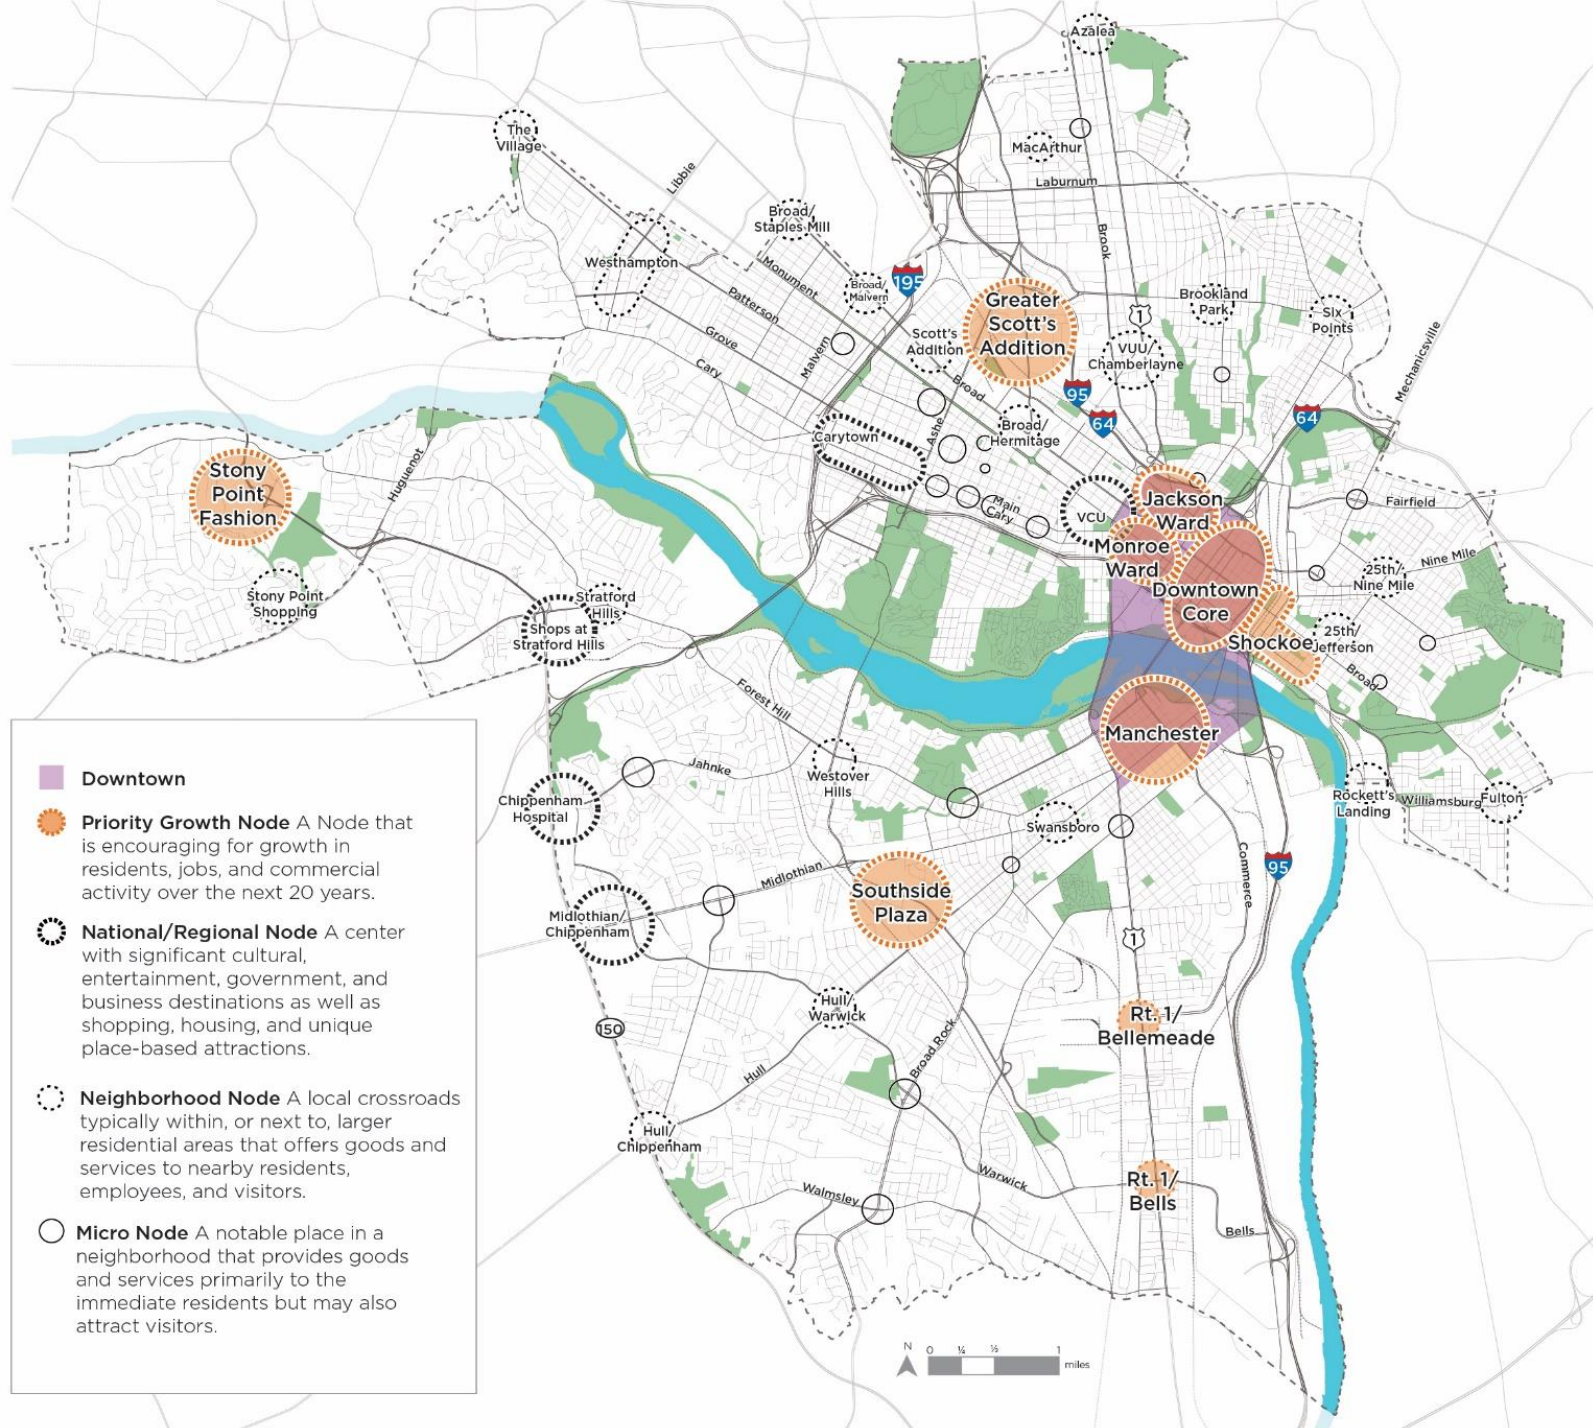 Azalea
The
Village
MacArthur
Laburnum
Libbie
Broad/
Staples Mill
Brook
Westhampton
Monument
Broad/
Malvern
195
Patterson
Greater
Scott's
Addition
1
Brookland
Park
Six
Points
Grove
Malvern
Scott's
Addition
VUU/
Chamberlayne
Mechanicsville
Cary
Broad
95
64
64
Carytown
Ashe
Broad/
Hermitage
Stony
Point
Fashion
Huguenot
Main
Cary
VCU
Jackson
Ward
Fairfield
Monroe
Ward
Nine Mile
25th/
Nine Mile
Downtown
Core
Stony Point
Shopping
Stratford
Hills
Shops at
Stratford Hills
Shockoe
25th/
Jefferson
Broad
Forest Hill
Manchester
Jahnke
Westover
Hills
Chippenham
Hospital
Rockett's
Landing
Williamsburg
Fulton
Swansboro
Commerce
95
Midlothian
Southside
Plaza
Midlothian/
Chippenham
1
Hull/
Warwick
Rt. 1/
Bellemeade
150
Broad Rock
Hull
Hull/
Chippenham
Warwick
Rt. 1/
Bells
Walmsley
Bells
Downtown
Priority Growth Node A Node that
is encouraging for growth in
residents, jobs, and commercial
activity over the next 20 years.
National/Regional Node A center
with significant cultural,
entertainment, government, and
business destinations as well as
shopping, housing, and unique
place-based attractions.
Neighborhood Node A local crossroads
typically within, or next to, larger
residential areas that offers goods and
services to nearby residents,
employees, and visitors.
Micro Node A notable place in a
neighborhood that provides goods
and services primarily to the
immediate residents but may also
attract visitors.
N
0 ¼ ½ 1
miles